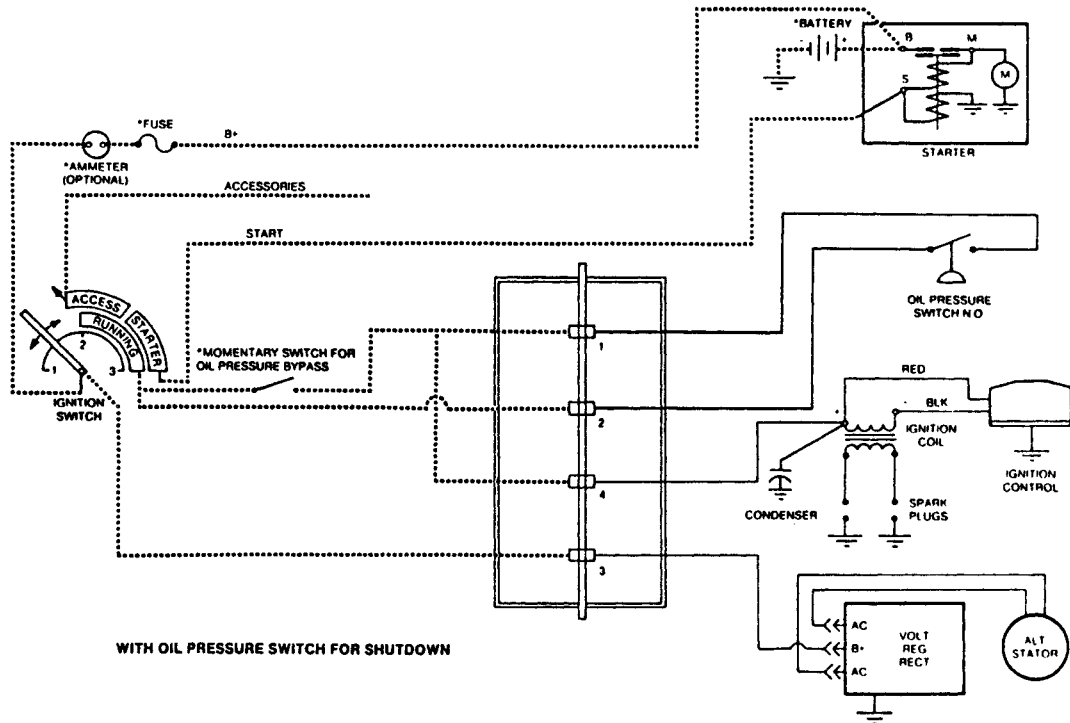 *BATTERY
- +
B
M
M
S
STARTER
*FUSE
B+
*AMMETER
(OPTIONAL)
ACCESSORIES
START
ACCESS
RUNNING
STARTER
1
2
3
IGNITION
SWITCH
*MOMENTARY SWITCH FOR
OIL PRESSURE BYPASS
1
2
4
3
OIL PRESSURE
SWITCH N O
RED
BLK
+
-
IGNITION
COIL
IGNITION
CONTROL
CONDENSER
SPARK
PLUGS
AC
B+
AC
VOLT
REG
RECT
ALT
STATOR
WITH OIL PRESSURE SWITCH FOR SHUTDOWN